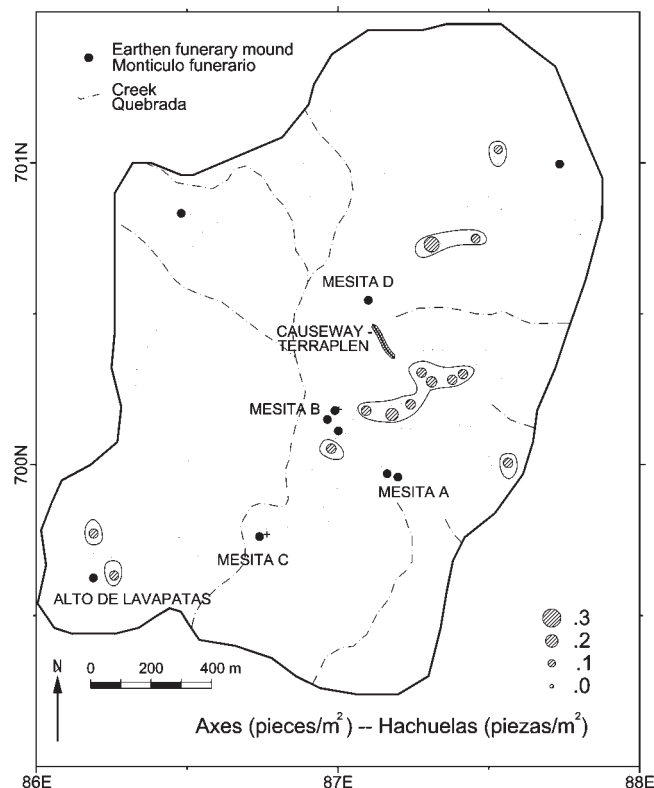 Earthen funerary mound
Monticulo funerario
Creek
Quebrada
701N
MESITA D
CAUSEWAY -
TERRAPLEN
MESITA B
700N
MESITA A
MESITA C
ALTO DE LAVAPATAS
.3
.2
.1
.0
N
0 200 400 m
Axes (pieces/m²) -- Hachuelas (piezas/m²)
86E 87E 88E